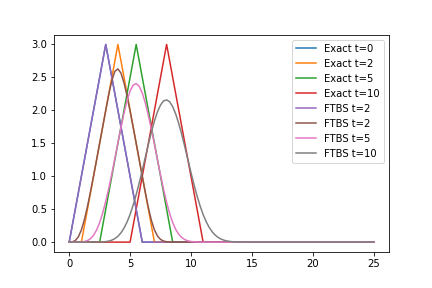 3.0
2.5
2.0
1.5
1.0
0.5
0.0
0
5
10
15
20
25
Exact t=0
Exact t=2
Exact t=5
Exact t=10
FTBS t=2
FTBS t=2
FTBS t=5
FTBS t=10